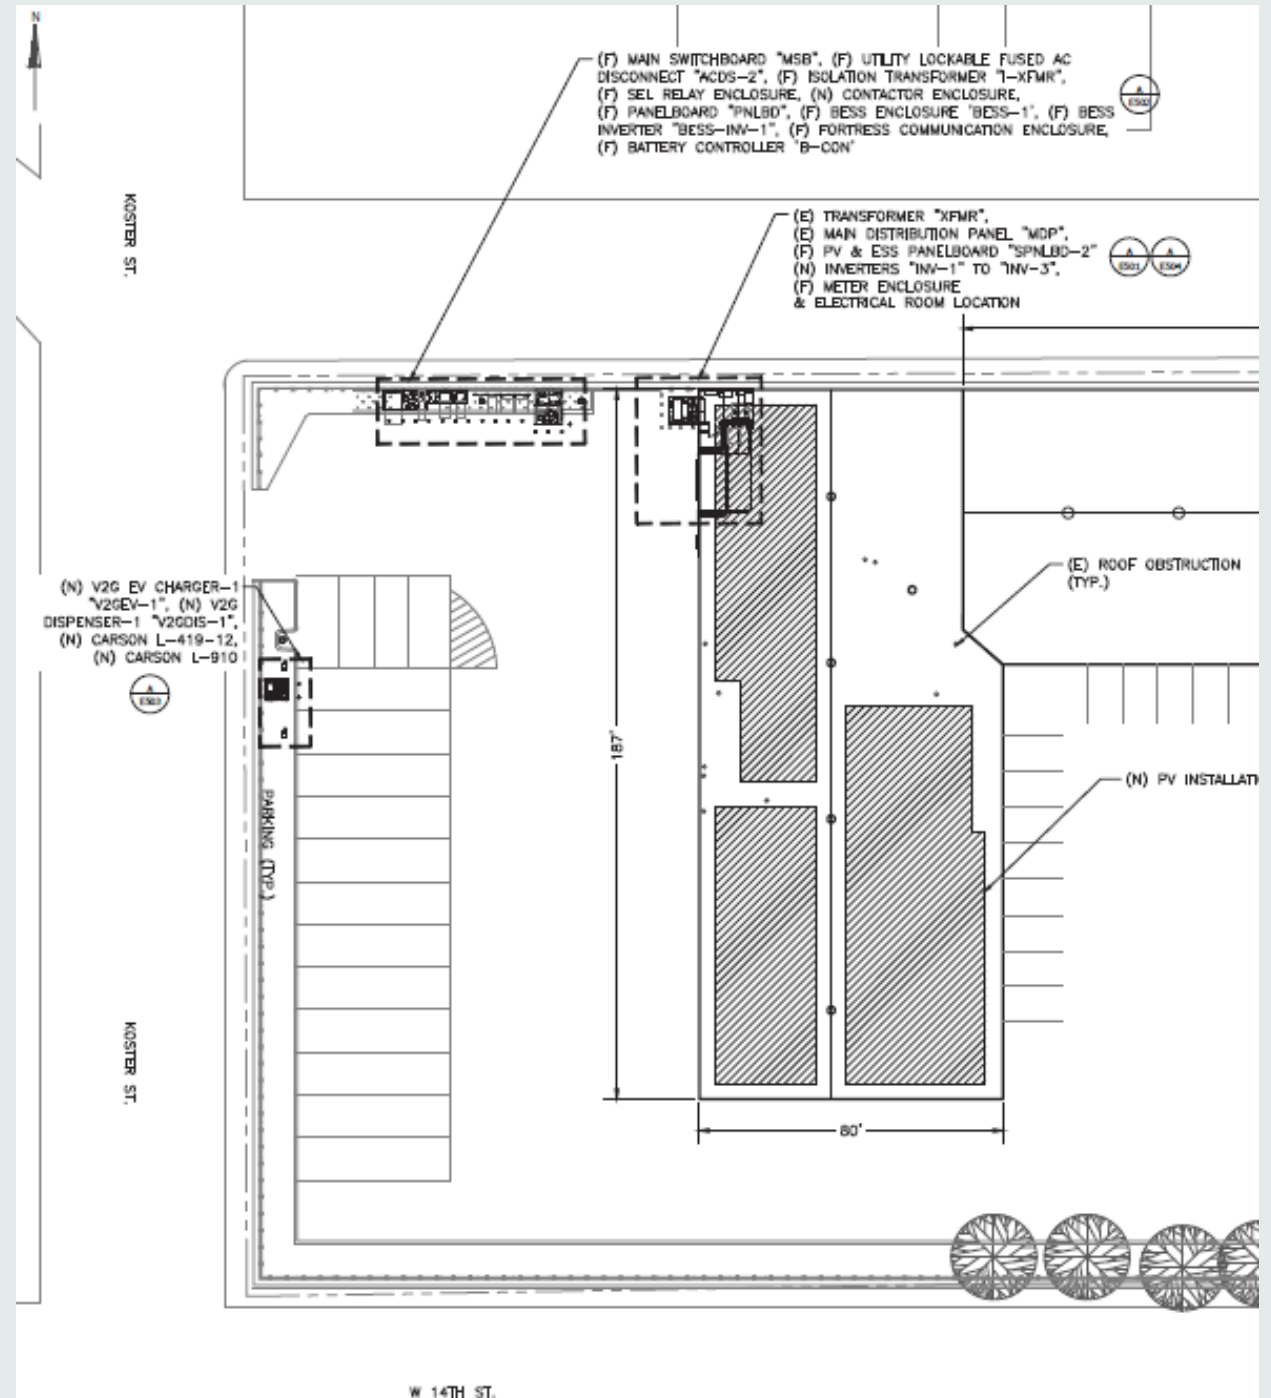 N
(F) MAIN SWITCHBOARD "MSB", (F) UTILITY LOCKABLE FUSED AC
DISCONNECT "ACDS-2", (F) ISOLATION TRANSFORMER "I-XFMR",
(F) SEL RELAY ENCLOSURE, (N) CONTACTOR ENCLOSURE,
(F) PANELBOARD "PNLBD", (F) BESS ENCLOSURE 'BESS-1', (F) BESS
INVERTER "BESS-INV-1", (F) FORTRESS COMMUNICATION ENCLOSURE,
(F) BATTERY CONTROLLER 'B-CON'
A
E502
KOSTER ST.
(E) TRANSFORMER "XFMR",
(E) MAIN DISTRIBUTION PANEL "MDP",
(F) PV & ESS PANELBOARD "SPNLBD-2"
(N) INVERTERS "INV-1" TO "INV-3",
(F) METER ENCLOSURE
& ELECTRICAL ROOM LOCATION
A
E501
A
E504
(E) ROOF OBSTRUCTION
(TYP.)
(N) V2G EV CHARGER-1
"V2GEV-1", (N) V2G
DISPENSER-1 "V2GDIS-1",
(N) CARSON L-419-12,
(N) CARSON L-910
A
E503
187'
(N) PV INSTALLATI
PARKING (TYP.)
KOSTER ST.
80'
W 14TH ST.